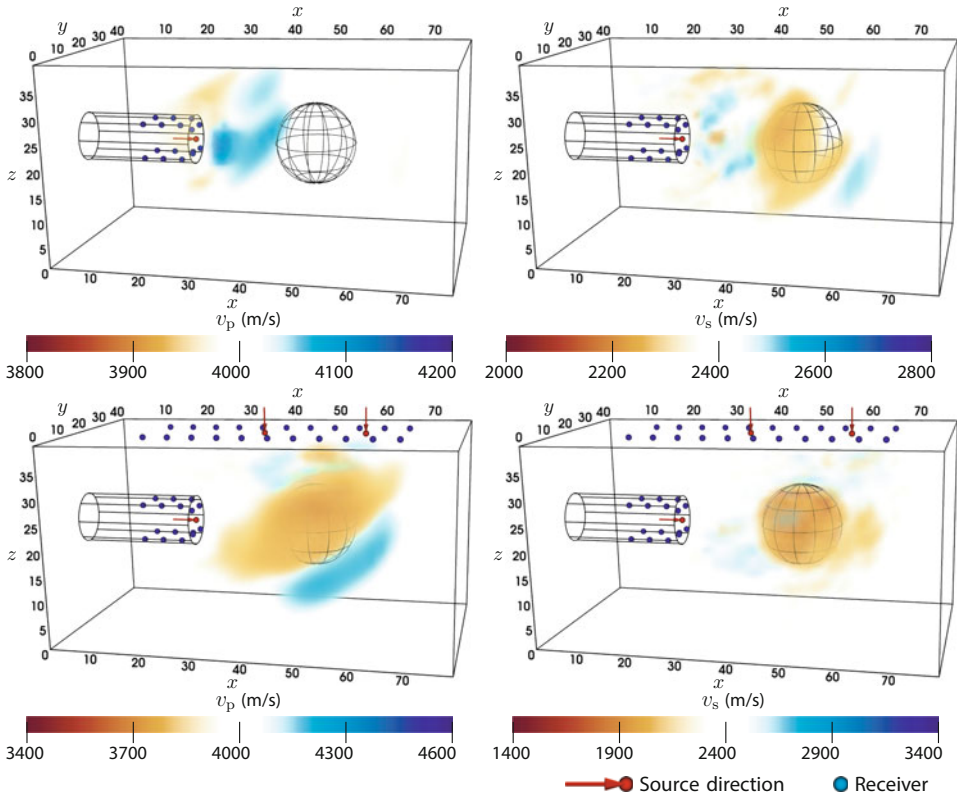 x
x
y
0 10 20 30 40
0 10 20 30 40 50 60 70
y
0 10 20 30 40
0 10 20 30 40 50 60 70
35 30 25 20 15 10 5 0
z
35 30 25 20 15 10 5 0
z
10 20 30 40 50 60 70
10 20 30 40 50 60 70
x
x
vp (m/s)
vs (m/s)
3800 3900 4000 4100 4200
2000 2200 2400 2600 2800
x
x
y
0 10 20 30 40
0 10 20 30 40 50 60 70
y
0 10 20 30 40
0 10 20 30 40 50 60 70
35 30 25 20 15 10 5 0
z
35 30 25 20 15 10 5 0
z
10 20 30 40 50 60 70
10 20 30 40 50 60 70
x
x
vp (m/s)
vs (m/s)
3400 3700 4000 4300 4600
1400 1900 2400 2900 3400
Source direction
Receiver